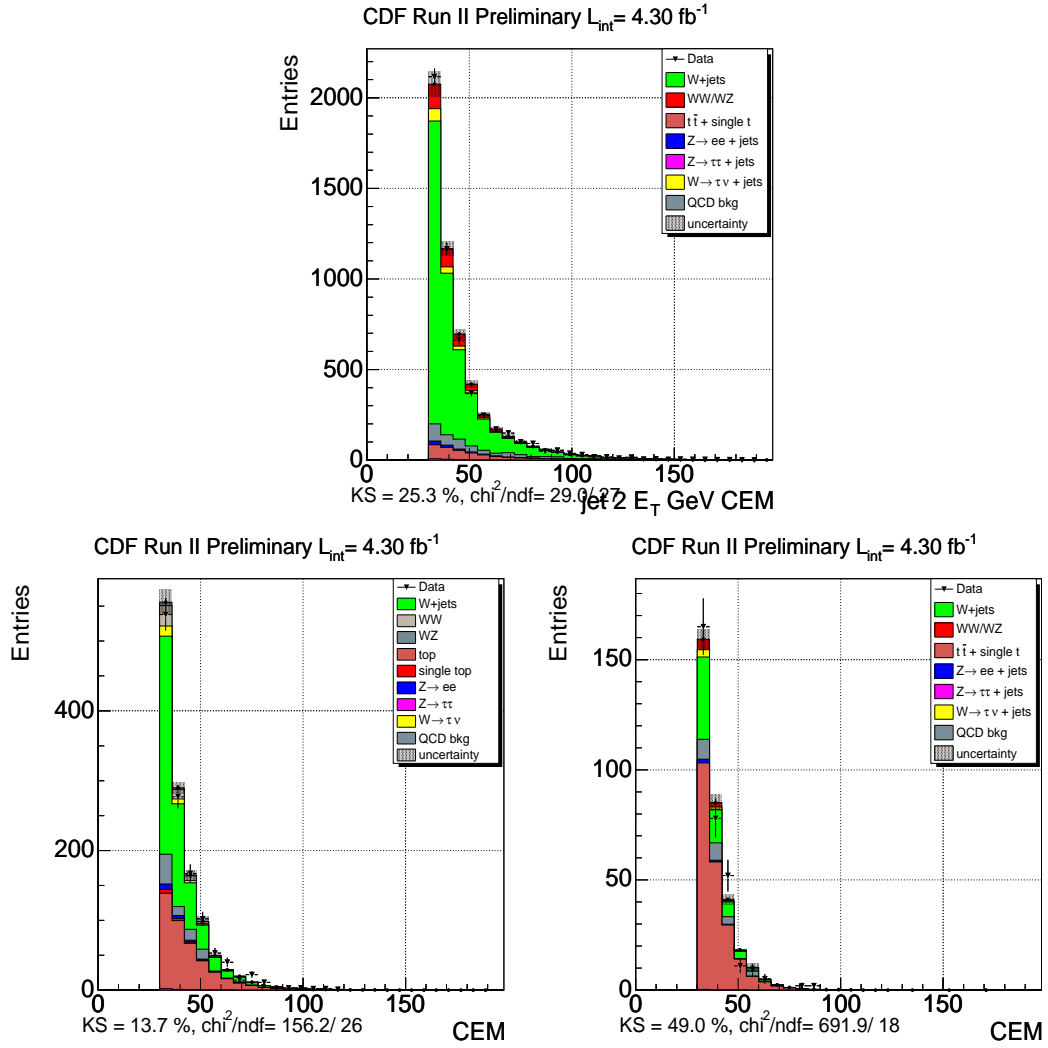 CDF Run II Preliminary L_int= 4.30 fb^-1
Entries
2000
1500
1000
500
0
0 50 100 150
Data
W+jets
WW/WZ
t t̄ + single t
Z→ ee + jets
Z→ ττ + jets
W→ τ ν + jets
QCD bkg
uncertainty
KS = 25.3 %, chi²/ndf= 29.0/ 27
jet 2 E_T GeV CEM
CDF Run II Preliminary L_int= 4.30 fb^-1
Entries
400
200
0
0 50 100 150
Data
W+jets
WW
WZ
top
single top
Z→ ee
Z→ ττ
W→ τ ν
QCD bkg
uncertainty
KS = 13.7 %, chi²/ndf= 156.2/ 26
CEM
CDF Run II Preliminary L_int= 4.30 fb^-1
Entries
150
100
50
0
0 50 100 150
Data
W+jets
WW/WZ
t t̄ + single t
Z→ ee + jets
Z→ ττ + jets
W→ τ ν + jets
QCD bkg
uncertainty
KS = 49.0 %, chi²/ndf= 691.9/ 18
CEM